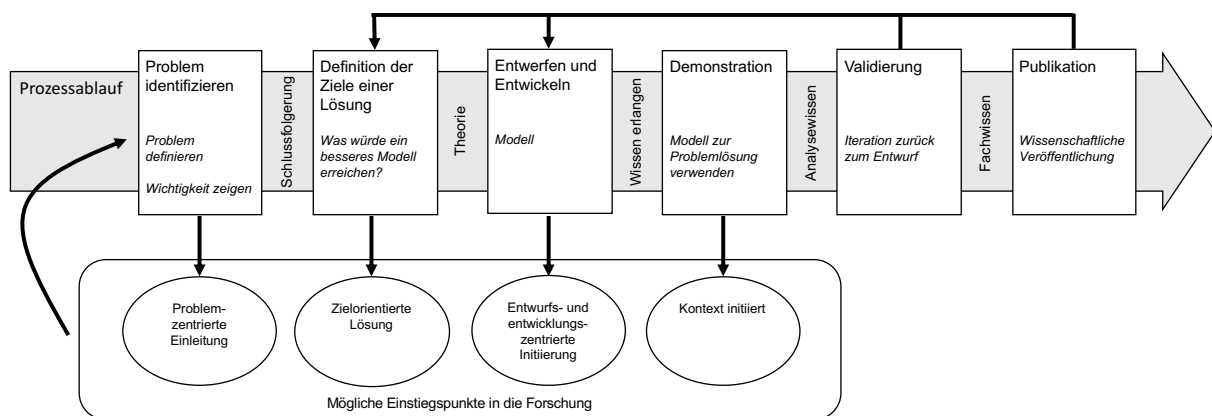 Prozessablauf
Problem
identifizieren
Problem
definieren
Wichtigkeit zeigen
Schlussfolgerung
Definition der
Ziele einer
Lösung
Was würde ein
besseres Modell
erreichen?
Theorie
Entwerfen und
Entwickeln
Modell
Wissen erlangen
Demonstration
Modell zur
Problemlösung
verwenden
Analysewissen
Validierung
Iteration zurück
zum Entwurf
Fachwissen
Publikation
Wissenschaftliche
Veröffentlichung
Problem-
zentrierte
Einleitung
Zielorientierte
Lösung
Entwurfs- und
entwicklungs-
zentrierte
Initiierung
Kontext initiiert
Mögliche Einstiegspunkte in die Forschung